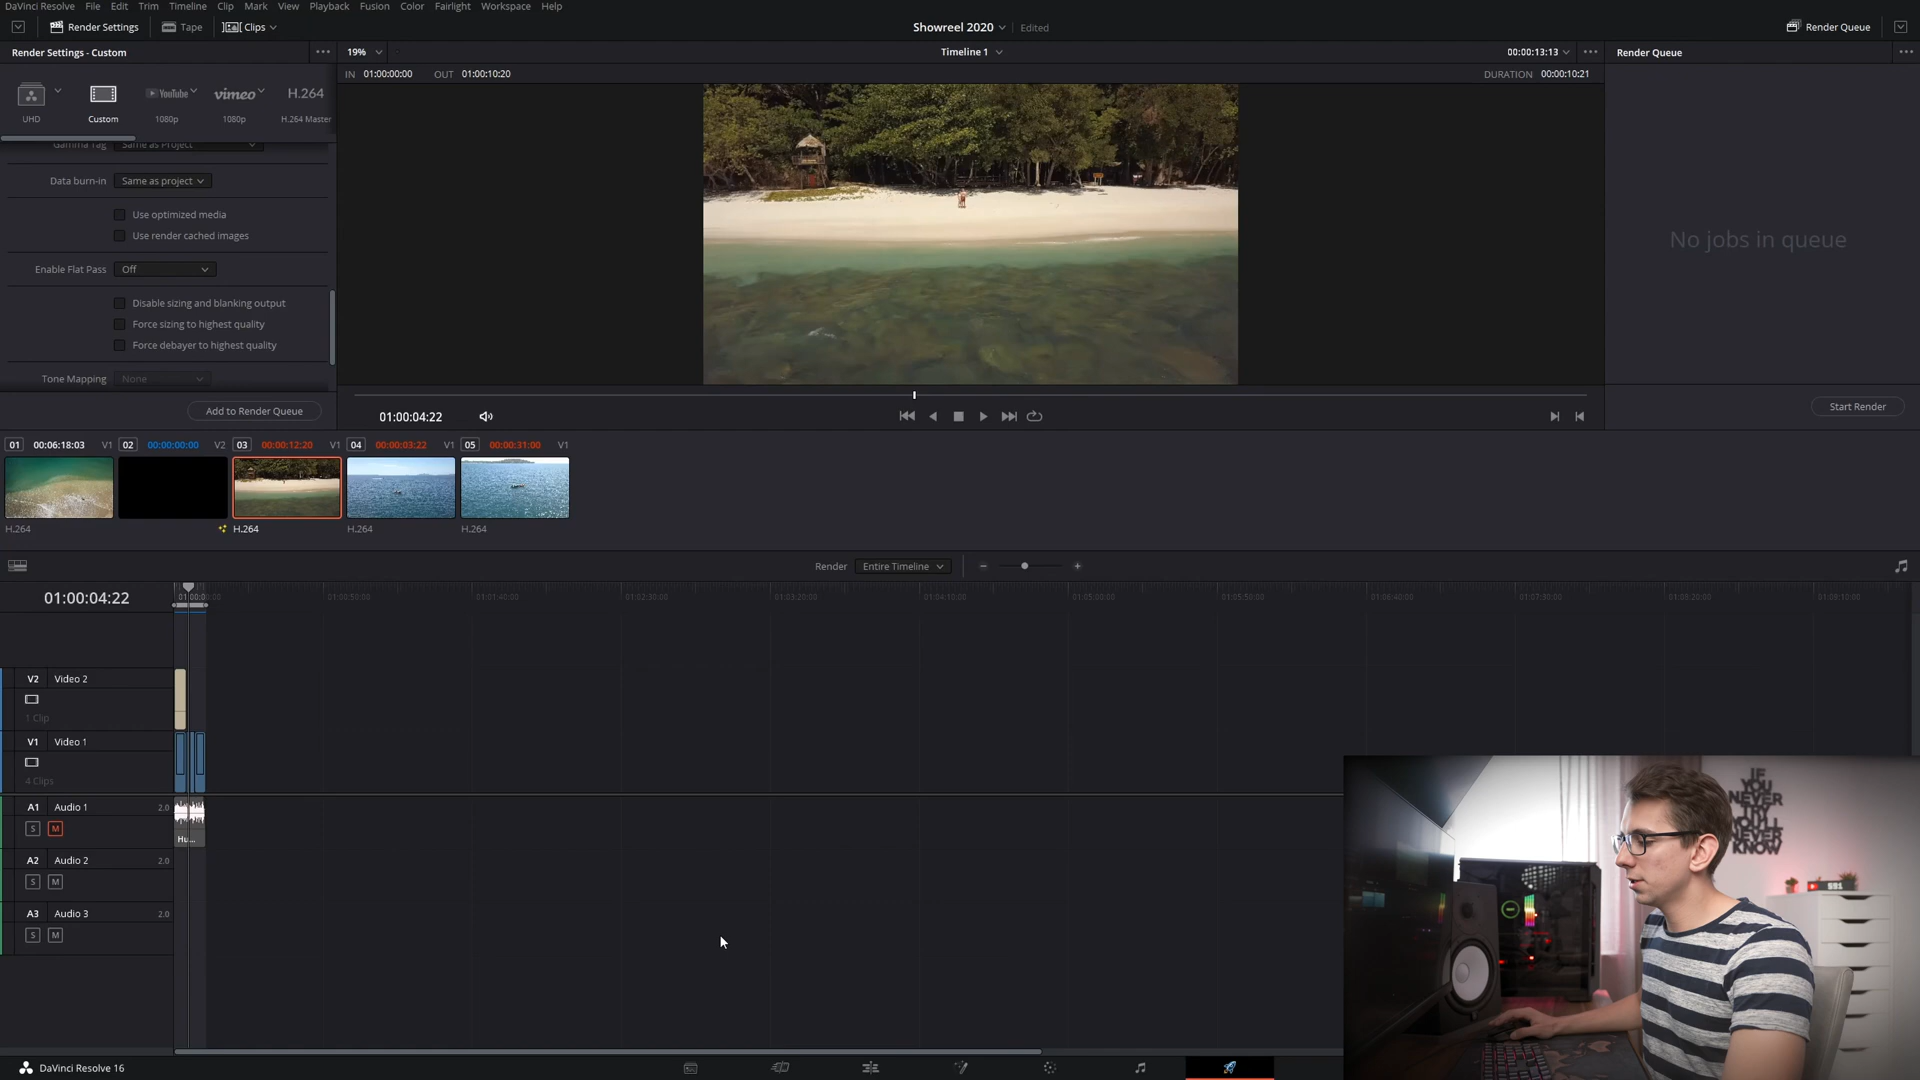 DaVinci Resolve File Edit Trim Timeline Clip Mark View Playback Fusion Color Fairlight Workspace Help
Render Settings Tape Clips Showreel 2020 Edited Render Queue
Render Settings - Custom 19% Timeline 1 00:00:13:13 Render Queue
IN 01:00:00:00 OUT 01:00:10:20 DURATION 00:00:10:21
YouTube vimeo H.264
UHD Custom 1080p 1080p H.264 Master
Gamma Tag Same as Project
Data burn-in Same as project
Use optimized media
Use render cached images
No jobs in queue
Enable Flat Pass Off
Disable sizing and blanking output
Force sizing to highest quality
Force debayer to highest quality
Tone Mapping None
Add to Render Queue 01:00:04:22 Start Render
01 00:06:18:03 V1 02 00:00:00:00 V2 03 00:00:12:20 V1 04 00:00:03:22 V1 05 00:00:31:00 V1
H.264 H.264 H.264 H.264
Render Entire Timeline
01:00:04:22 01:00:0 0:00 01:00:50:00 01:01:40:00 01:02:30:00 01:03:20:00 01:04:10:00 01:05:00:00 01:05:50:00 01:06:40:00 01:07:30:00 01:08:20:00 01:09:10:00
V2 Video 2
1 Clip
V1 Video 1
4 Clips
A1 Audio 1 2.0
S M
Hu...
A2 Audio 2 2.0
S M
A3 Audio 3 2.0
S M
IF
YOU
NEVER
TRY
YOU'LL
NEVER
KNOW
591
DaVinci Resolve 16